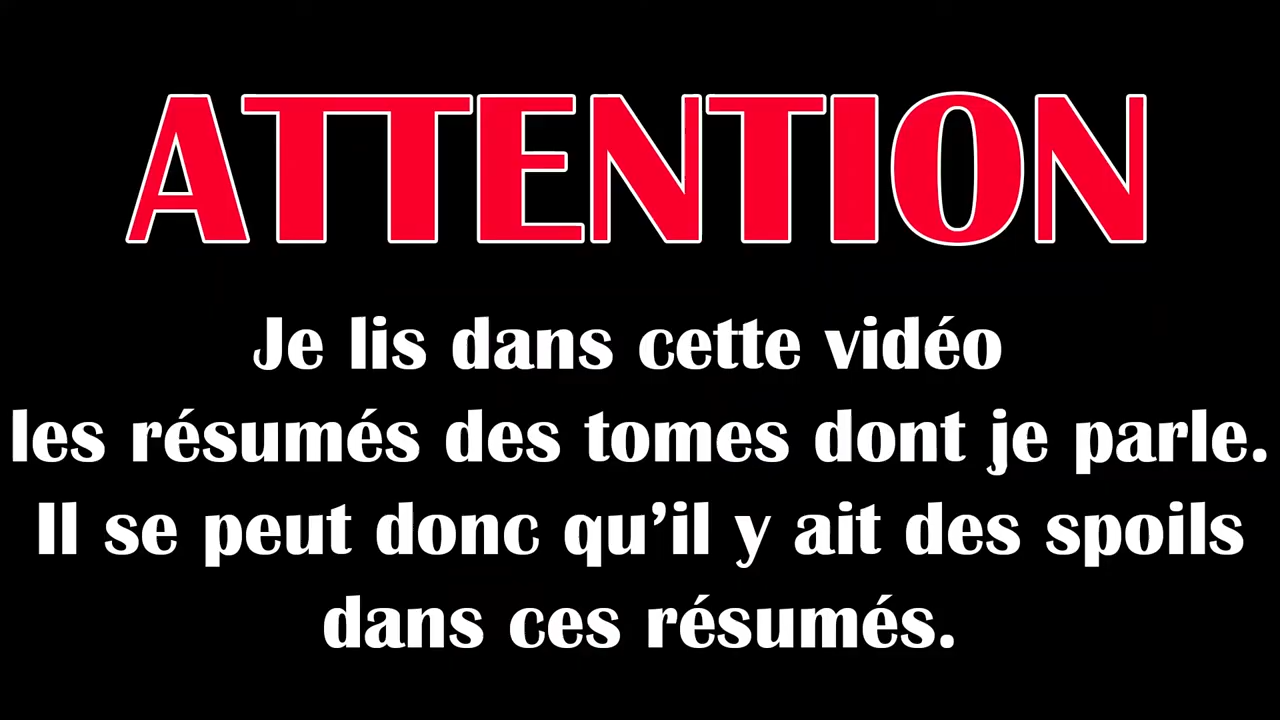 ATTENTION
Je lis dans cette vidéo
les résumés des tomes dont je parle.
Il se peut donc qu’il y ait des spoils
dans ces résumés.